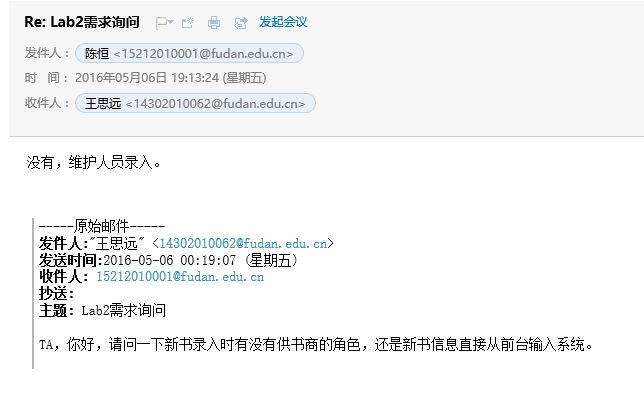 Re: Lab2需求询问 发起会议
发件人： 陈恒 <15212010001@fudan.edu.cn>
时　间： 2016年05月06日 19:13:24 (星期五)
收件人： 王思远 <14302010062@fudan.edu.cn>
没有，维护人员录入。
-----原始邮件-----
发件人:"王思远" <14302010062@fudan.edu.cn>
发送时间:2016-05-06 00:19:07 (星期五)
收件人: 15212010001@fudan.edu.cn
抄送:
主题: Lab2需求询问
TA，你好，请问一下新书录入时有没有供书商的角色，还是新书信息直接从前台输入系统。